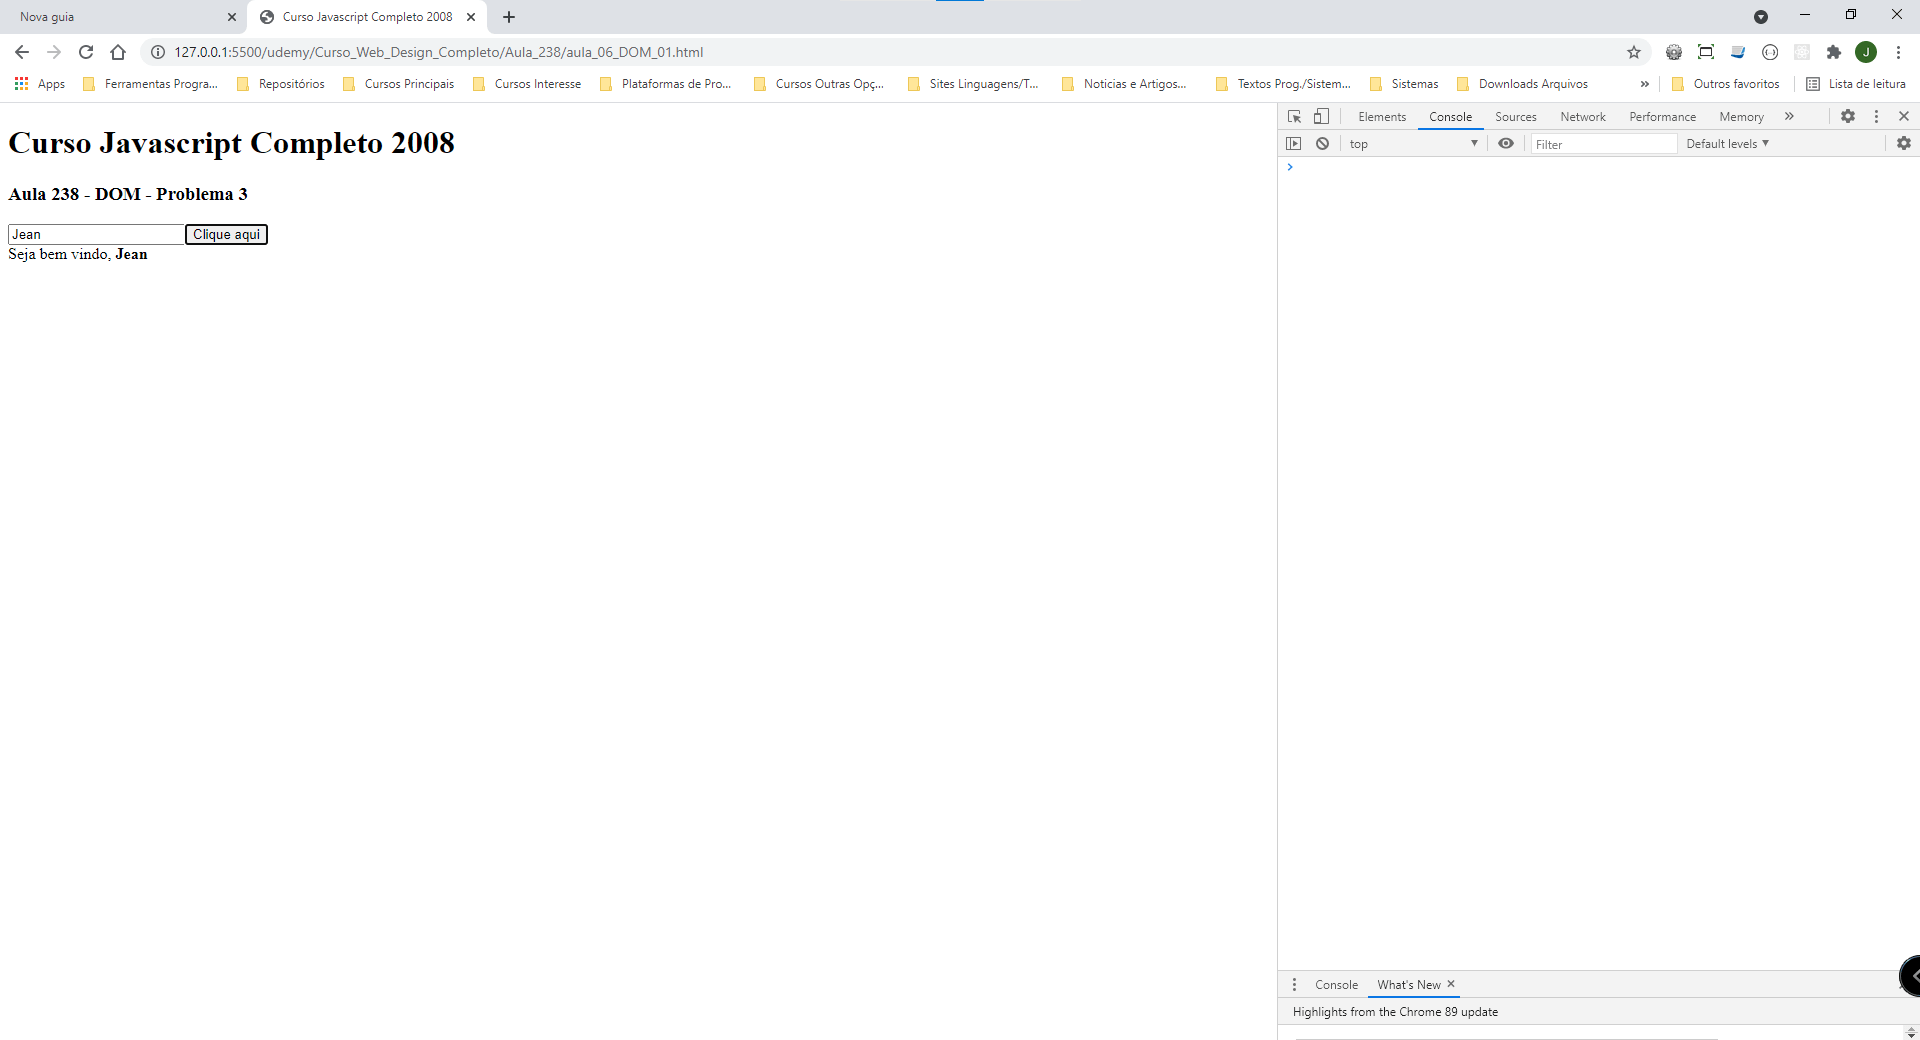 Nova guia
Curso Javascript Completo 2008
127.0.0.1:5500/udemy/Curso_Web_Design_Completo/Aula_238/aula_06_DOM_01.html
J
Apps Ferramentas Progra... Repositórios Cursos Principais Cursos Interesse Plataformas de Pro... Cursos Outras Opç... Sites Linguagens/T... Noticias e Artigos... Textos Prog./Sistem... Sistemas Downloads Arquivos » Outros favoritos Lista de leitura
Curso Javascript Completo 2008
Aula 238 - DOM - Problema 3
Jean Clique aqui
Seja bem vindo, Jean
Elements Console Sources Network Performance Memory »
top Filter Default levels
Console What's New
Highlights from the Chrome 89 update